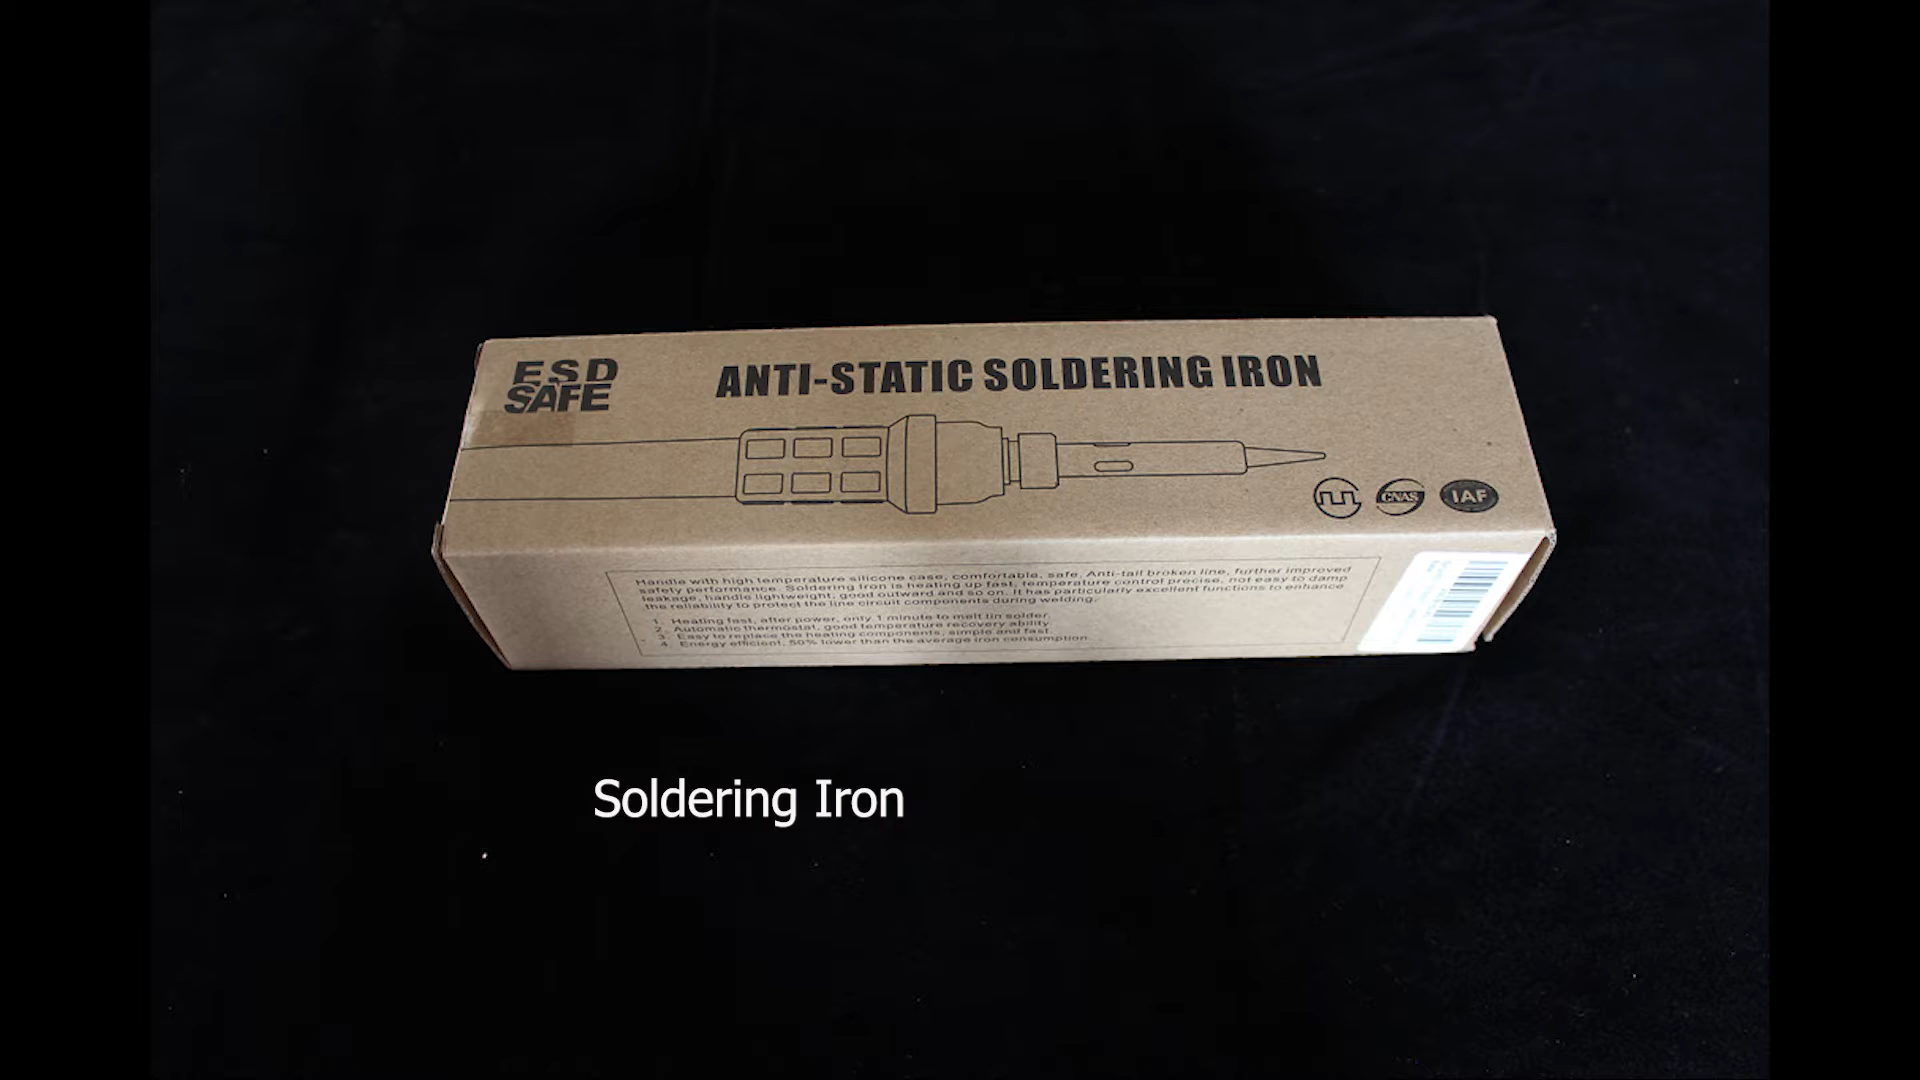 ESD
SAFE
ANTI-STATIC SOLDERING IRON
CNAS
IAF
Handle with high temperature silicone case, comfortable, safe, Anti-tail broken line, further improved
safety performance. Soldering Iron is heating up fast, temperature control precise, not easy to damp
leakage, handle lightweight, good outward and so on. It has particularly excellent functions to enhance
the reliability to protect the line circuit components during welding.
1. Heating fast, after power, only 1 minute to melt tin solder.
2. Automatic thermostat, good temperature recovery ability
3. Easy to replace the heating components, simple and fast.
4. Energy efficient, 50% lower than the average iron consumption.
Soldering Iron